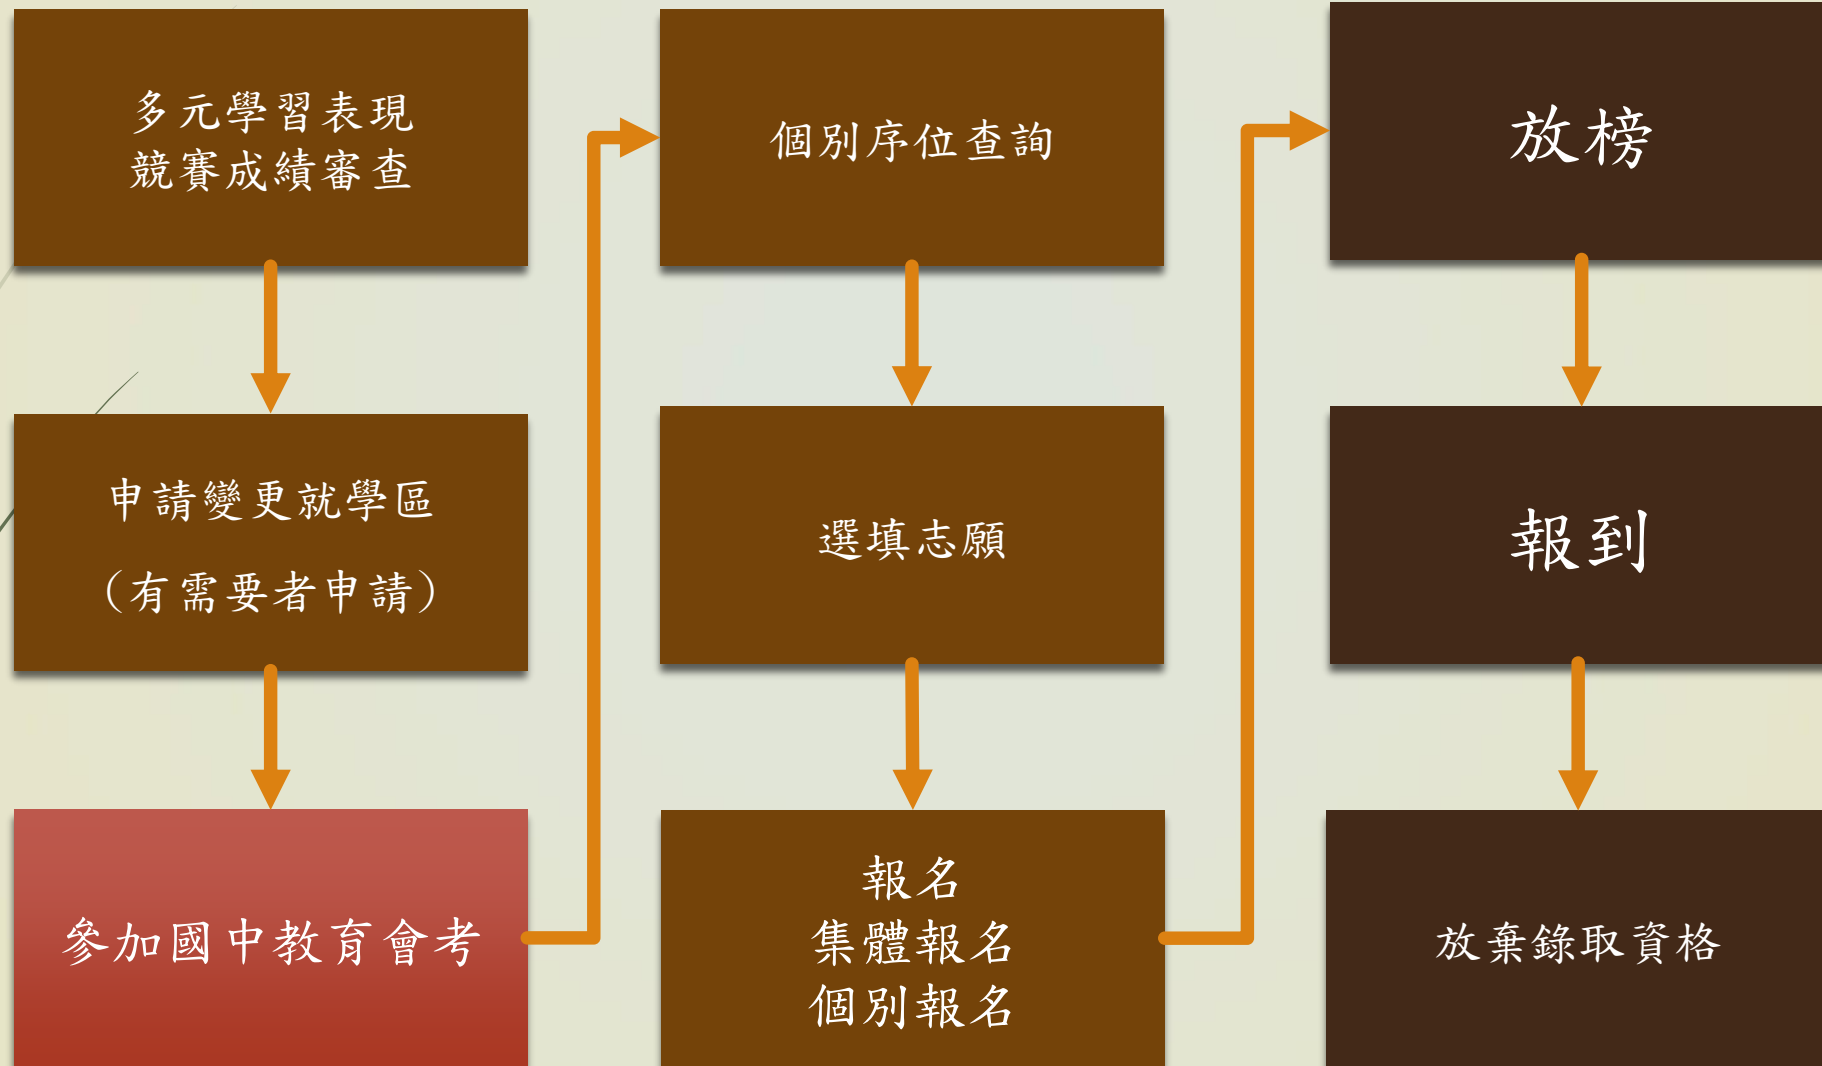 多元學習表現
競賽成績審查
申請變更就學區
（有需要者申請）
參加國中教育會考
個別序位查詢
選填志願
報名
集體報名
個別報名
放榜
報到
放棄錄取資格